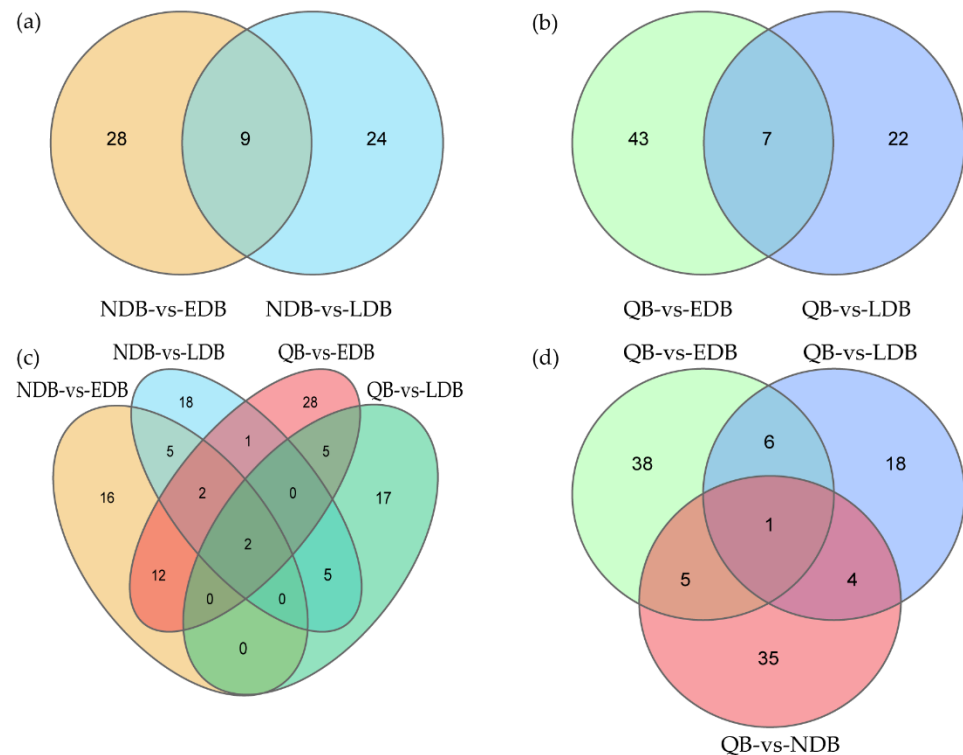 (a)
(b)
28
9
24
43
7
22
NDB-vs-EDB
NDB-vs-LDB
QB-vs-EDB
QB-vs-LDB
(c)
NDB-vs-LDB
QB-vs-EDB
NDB-vs-EDB
QB-vs-LDB
18
28
5
1
5
16
2
0
17
2
12
5
0
0
0
(d)
QB-vs-EDB
QB-vs-LDB
6
38
18
1
5
4
35
QB-vs-NDB